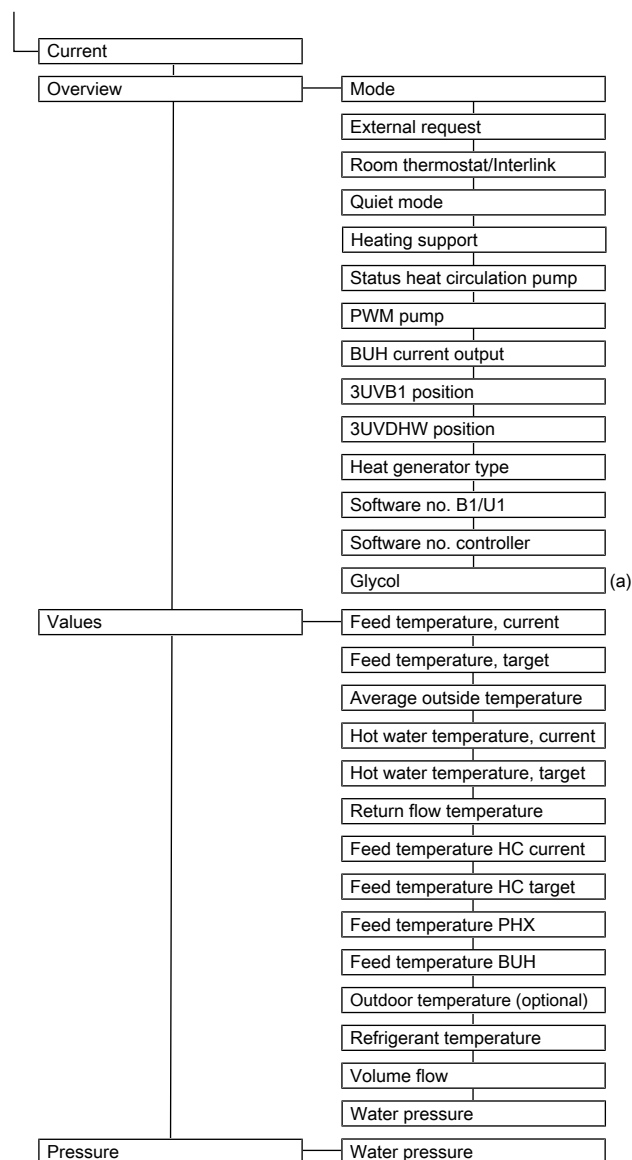 Current
Overview
Mode
External request
Room thermostat/Interlink
Quiet mode
Heating support
Status heat circulation pump
PWM pump
BUH current output
3UVB1 position
3UVDHW position
Heat generator type
Software no. B1/U1
Software no. controller
Glycol (a)
Values
Feed temperature, current
Feed temperature, target
Average outside temperature
Hot water temperature, current
Hot water temperature, target
Return flow temperature
Feed temperature HC current
Feed temperature HC target
Feed temperature PHX
Feed temperature BUH
Outdoor temperature (optional)
Refrigerant temperature
Volume flow
Water pressure
Pressure
Water pressure